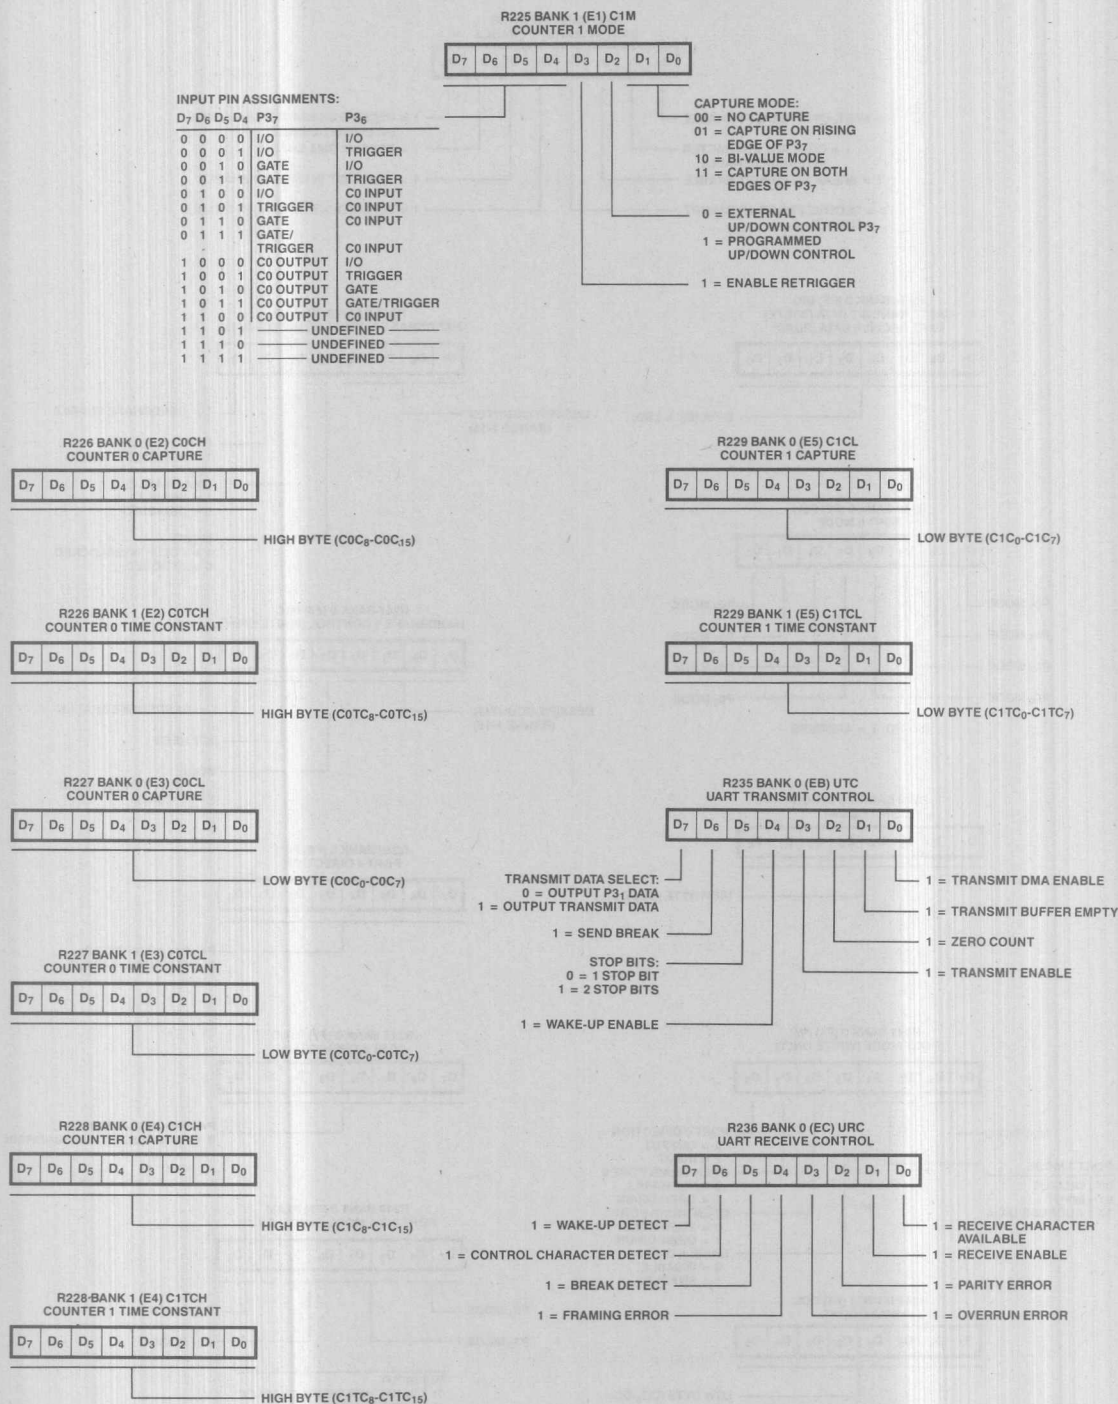 R225 BANK 1 (E1) C1M
COUNTER 1 MODE
D7 D6 D5 D4 D3 D2 D1 D0
INPUT PIN ASSIGNMENTS:
D7 D6 D5 D4 P37 P36
0 0 0 0 I/O I/O
0 0 0 1 I/O TRIGGER
0 0 1 0 GATE I/O
0 0 1 1 GATE TRIGGER
0 1 0 0 I/O C0 INPUT
0 1 0 1 TRIGGER C0 INPUT
0 1 1 0 GATE C0 INPUT
0 1 1 1 GATE/
TRIGGER C0 INPUT
1 0 0 0 C0 OUTPUT I/O
1 0 0 1 C0 OUTPUT TRIGGER
1 0 1 0 C0 OUTPUT GATE
1 0 1 1 C0 OUTPUT GATE/TRIGGER
1 1 0 0 C0 OUTPUT C0 INPUT
1 1 0 1 UNDEFINED
1 1 1 0 UNDEFINED
1 1 1 1 UNDEFINED
CAPTURE MODE:
00 = NO CAPTURE
01 = CAPTURE ON RISING
EDGE OF P37
10 = BI-VALUE MODE
11 = CAPTURE ON BOTH
EDGES OF P37
0 = EXTERNAL
UP/DOWN CONTROL P37
1 = PROGRAMMED
UP/DOWN CONTROL
1 = ENABLE RETRIGGER
R226 BANK 0 (E2) C0CH
COUNTER 0 CAPTURE
D7 D6 D5 D4 D3 D2 D1 D0
HIGH BYTE (C0C8-C0C15)
R226 BANK 1 (E2) C0TCH
COUNTER 0 TIME CONSTANT
D7 D6 D5 D4 D3 D2 D1 D0
HIGH BYTE (C0TC8-C0TC15)
R227 BANK 0 (E3) C0CL
COUNTER 0 CAPTURE
D7 D6 D5 D4 D3 D2 D1 D0
LOW BYTE (C0C0-C0C7)
R227 BANK 1 (E3) C0TCL
COUNTER 0 TIME CONSTANT
D7 D6 D5 D4 D3 D2 D1 D0
LOW BYTE (C0TC0-C0TC7)
R228 BANK 0 (E4) C1CH
COUNTER 1 CAPTURE
D7 D6 D5 D4 D3 D2 D1 D0
HIGH BYTE (C1C8-C1C15)
R228 BANK 1 (E4) C1TCH
COUNTER 1 TIME CONSTANT
D7 D6 D5 D4 D3 D2 D1 D0
HIGH BYTE (C1TC8-C1TC15)
R229 BANK 0 (E5) C1CL
COUNTER 1 CAPTURE
D7 D6 D5 D4 D3 D2 D1 D0
LOW BYTE (C1C0-C1C7)
R229 BANK 1 (E5) C1TCL
COUNTER 1 TIME CONSTANT
D7 D6 D5 D4 D3 D2 D1 D0
LOW BYTE (C1TC0-C1TC7)
R235 BANK 0 (EB) UTC
UART TRANSMIT CONTROL
D7 D6 D5 D4 D3 D2 D1 D0
TRANSMIT DATA SELECT:
0 = OUTPUT P31 DATA
1 = OUTPUT TRANSMIT DATA
1 = SEND BREAK
STOP BITS:
0 = 1 STOP BIT
1 = 2 STOP BITS
1 = WAKE-UP ENABLE
1 = TRANSMIT DMA ENABLE
1 = TRANSMIT BUFFER EMPTY
1 = ZERO COUNT
1 = TRANSMIT ENABLE
R236 BANK 0 (EC) URC
UART RECEIVE CONTROL
D7 D6 D5 D4 D3 D2 D1 D0
1 = WAKE-UP DETECT
1 = CONTROL CHARACTER DETECT
1 = BREAK DETECT
1 = FRAMING ERROR
1 = RECEIVE CHARACTER
AVAILABLE
1 = RECEIVE ENABLE
1 = PARITY ERROR
1 = OVERRUN ERROR